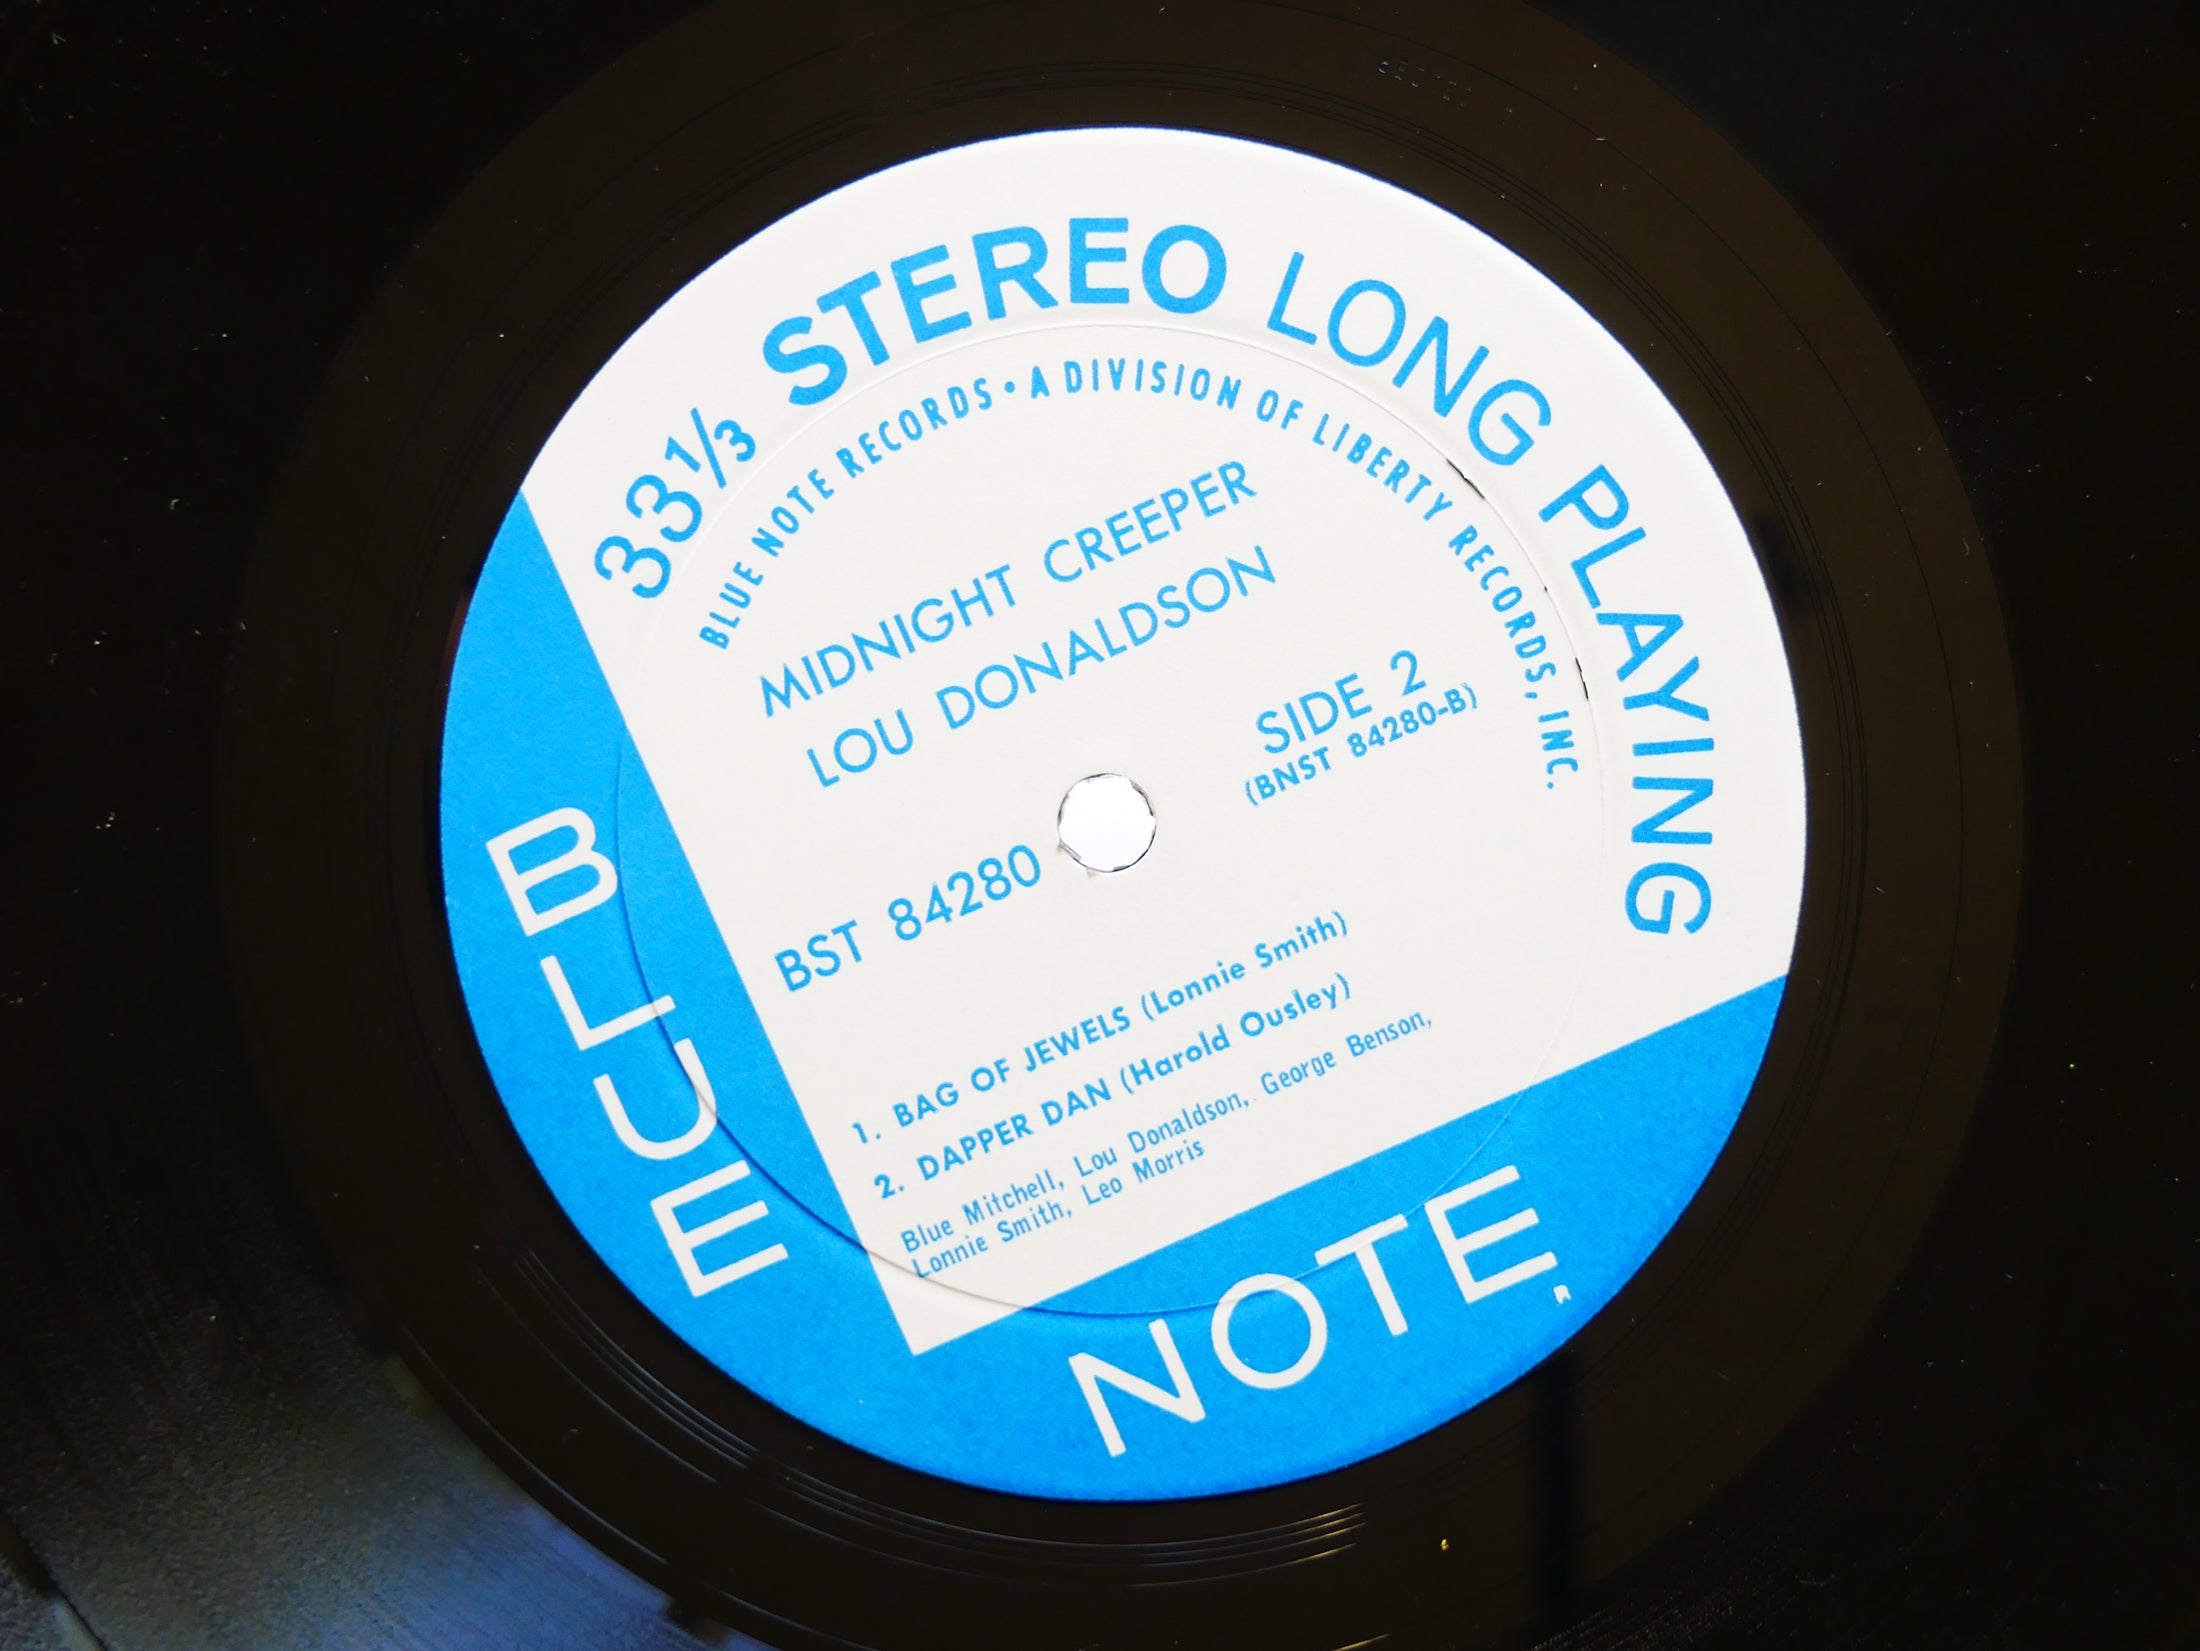 33 1/3 STEREO LONG PLAYING
BLUE NOTE RECORDS • A DIVISION OF LIBERTY RECORDS, INC.
MIDNIGHT CREEPER
LOU DONALDSON
SIDE 2
(BNST 84280-B)
BST 84280
1. BAG OF JEWELS (Lonnie Smith)
2. DAPPER DAN (Harold Ousley)
Blue Mitchell, Lou Donaldson, George Benson,
Lonnie Smith, Leo Morris
BLUE
NOTE